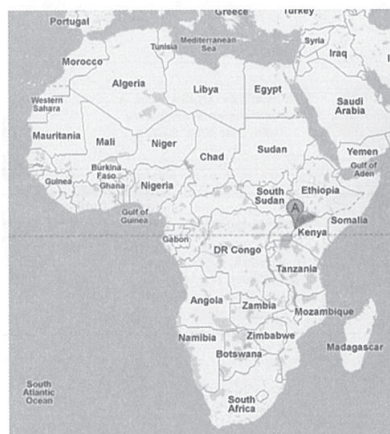 Greece
Turkey
Portugal
Mediterranean
Sea
Tunisia
Syria
Iraq
Morocco
Algeria
Libya
Egypt
Western
Sahara
Saudi
Arabia
Mauritania
Mali
Niger
Chad
Sudan
Yemen
Gulf of
Aden
Burkina
Faso
Guinea
Ghana
Nigeria
South
Sudan
Ethiopia
A
Somalia
Gulf of
Guinea
Gabon
DR Congo
Kenya
Tanzania
Angola
Zambia
Mozambique
Namibia
Zimbabwe
Botswana
Madagascar
South
Atlantic
Ocean
South
Africa